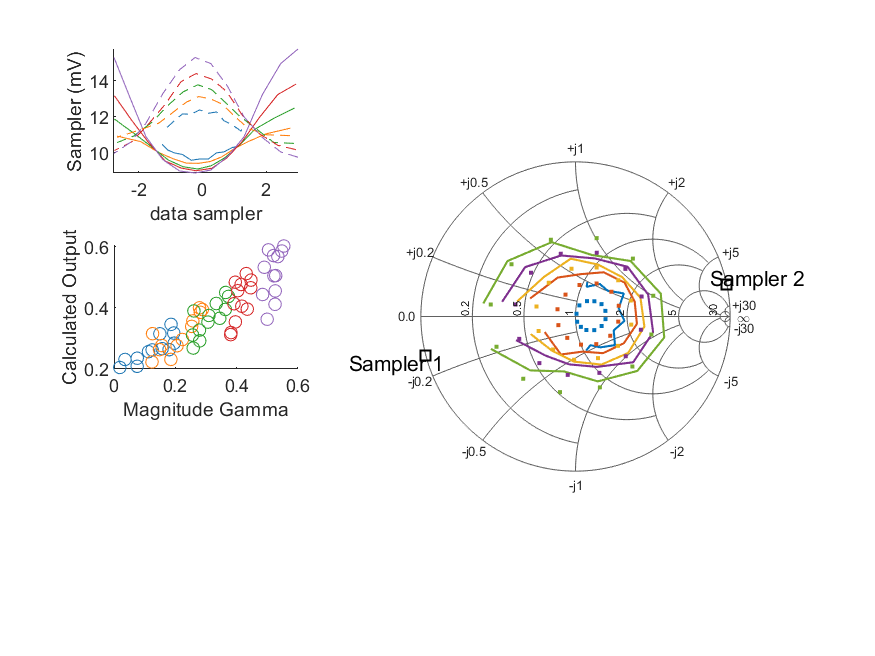 Sampler (mV)
14
12
10
-2
0
2
data sampler
Calculated Output
0.6
0.4
0.2
0
0.2
0.4
0.6
Magnitude Gamma
+j1
+j0.5
+j2
+j0.2
+j5
Sampler 2
0.0
0.2
0.5
1
2
5
30
+j30
∞
-j30
Sampler 1
-j0.2
-j5
-j0.5
-j2
-j1